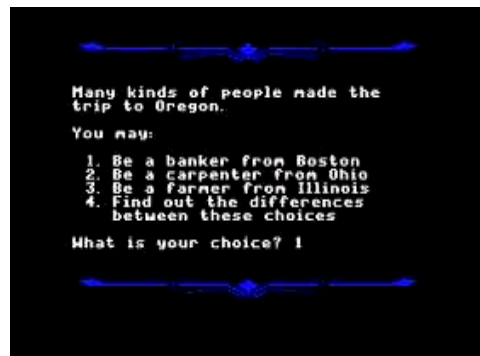 Many kinds of people made the
trip to Oregon.
You may:
1. Be a banker from Boston
2. Be a carpenter from Ohio
3. Be a farmer from Illinois
4. Find out the differences
between these choices
What is your choice? 1